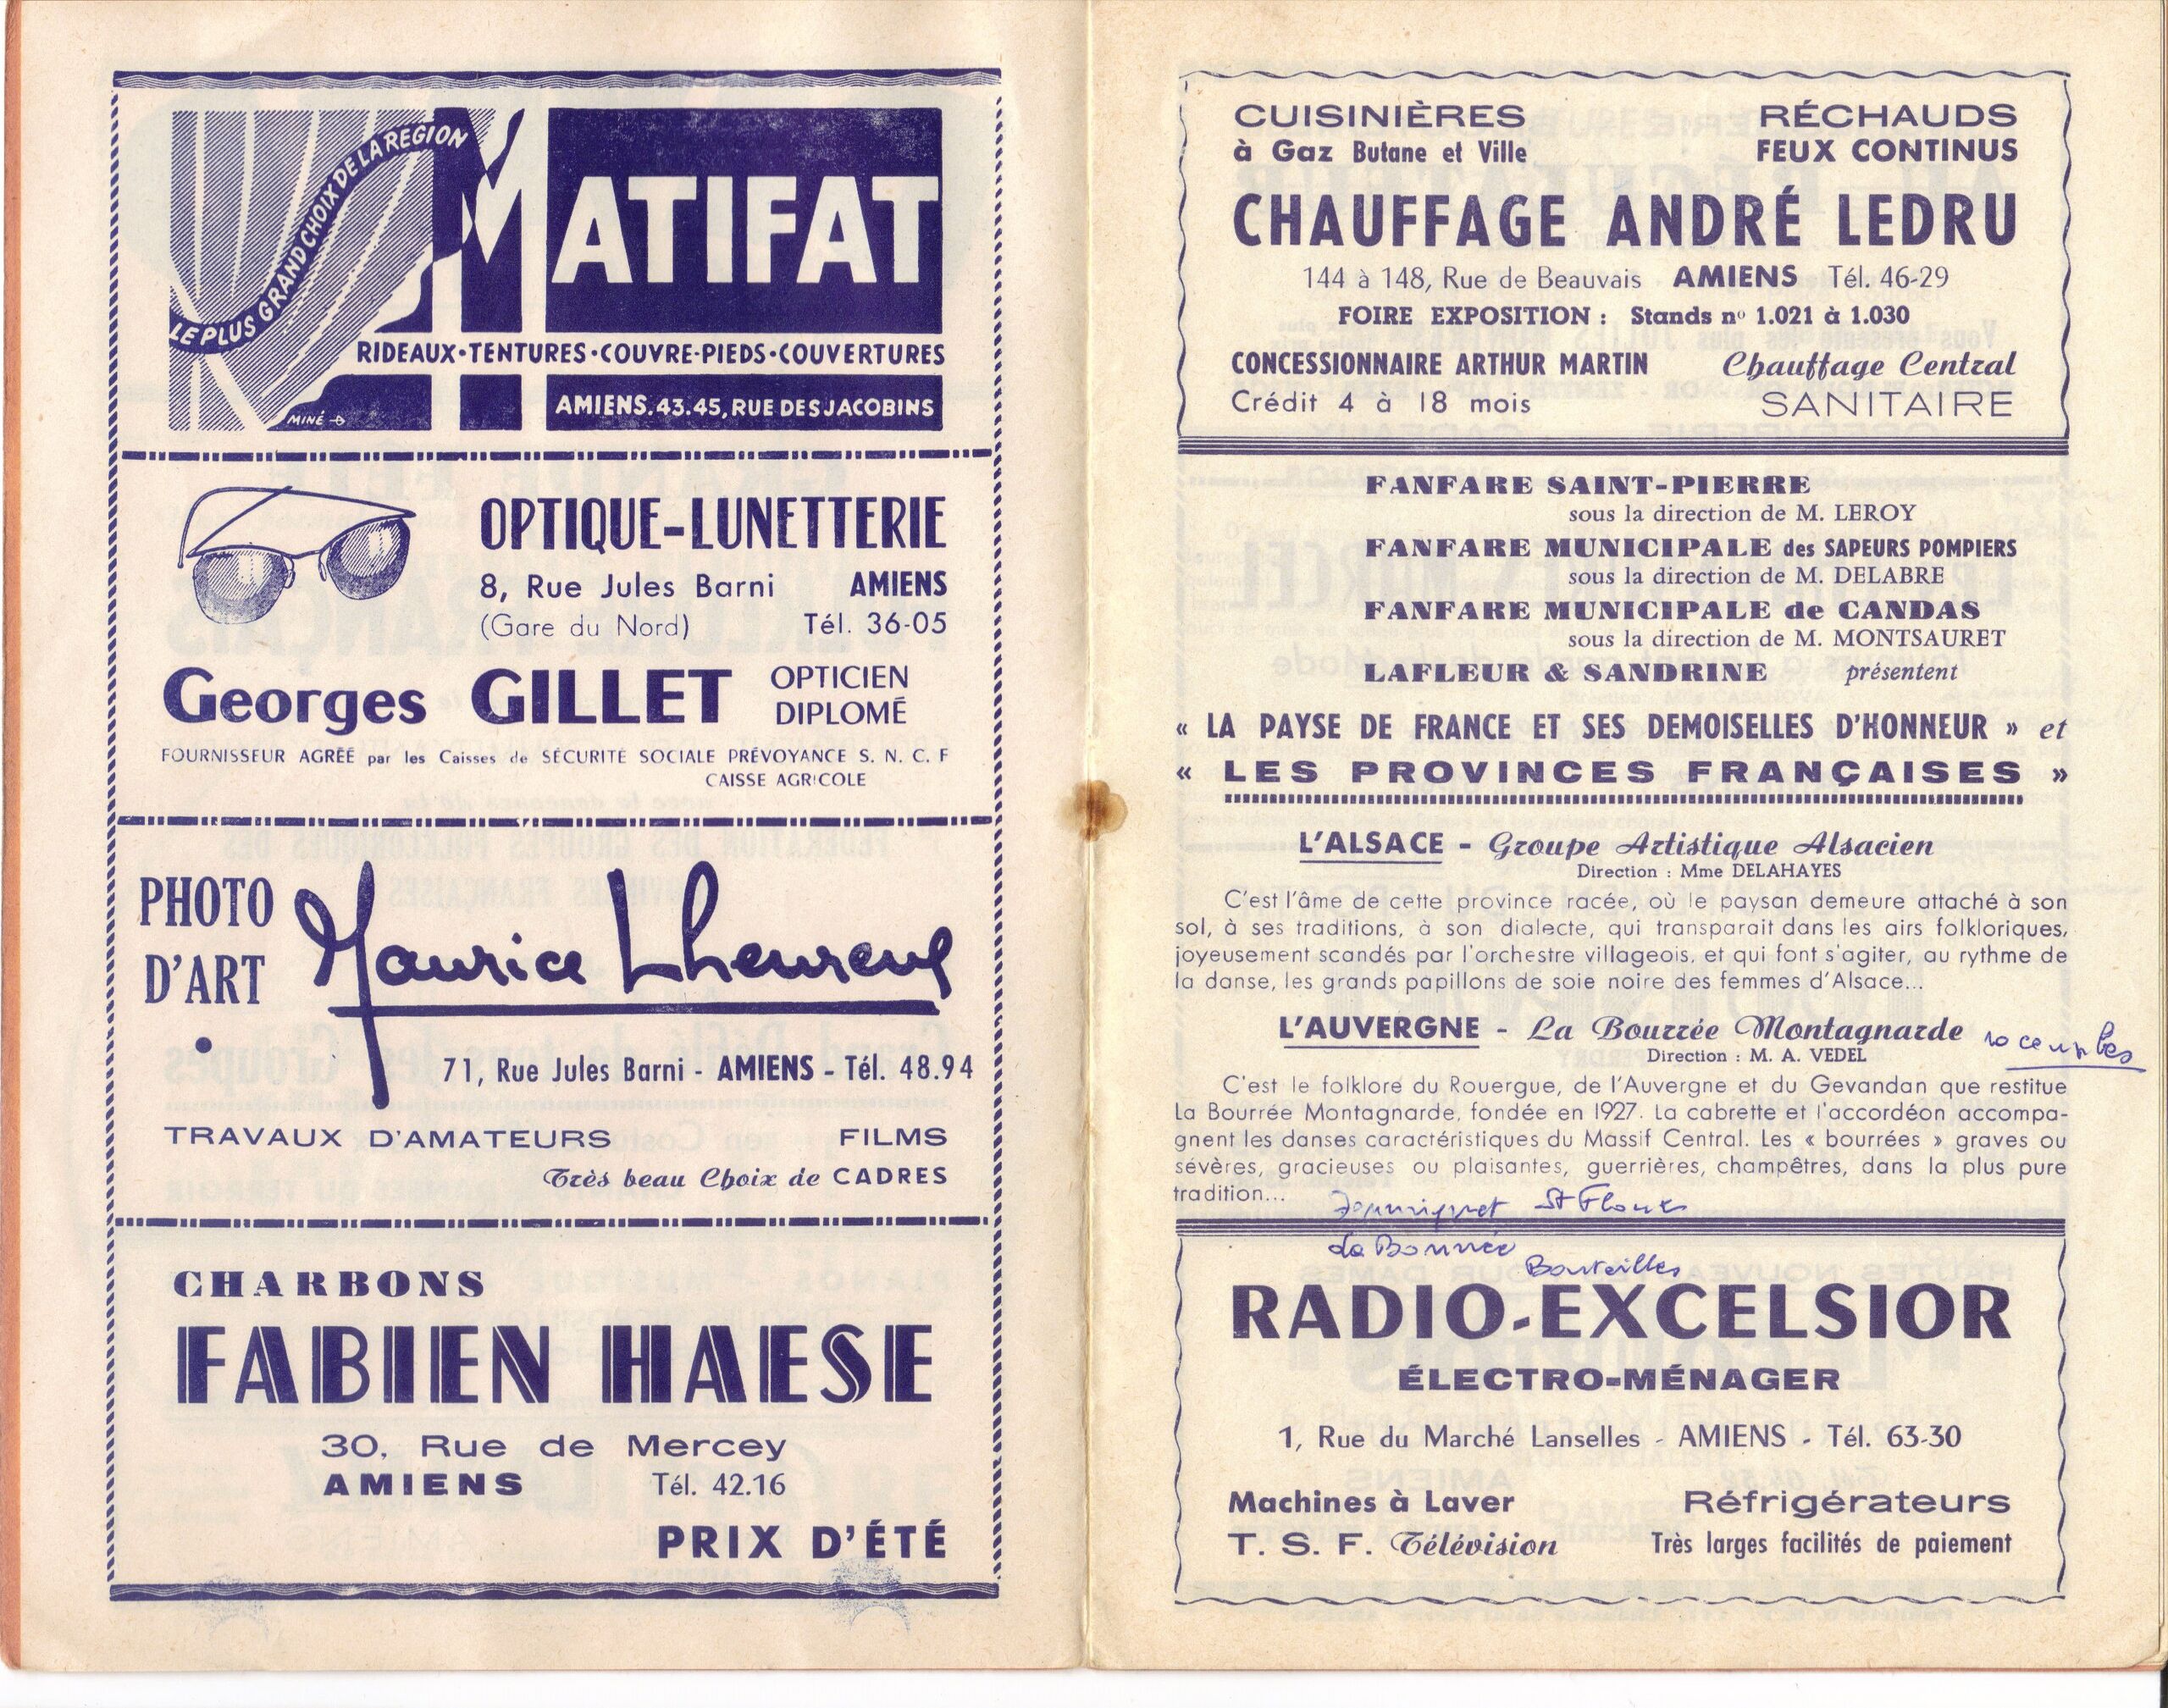 LE PLUS GRAND CHOIX DE LA REGION
MATIFAT
RIDEAUX·TENTURES·COUVRE-PIEDS·COUVERTURES
AMIENS.43.45, RUE DES JACOBINS
MINÉ
OPTIQUE-LUNETTERIE
8, Rue Jules Barni AMIENS
(Gare du Nord) Tél. 36-05
Georges GILLET OPTICIEN
DIPLOMÉ
FOURNISSEUR AGRÉÉ par les Caisses de SÉCURITÉ SOCIALE PRÉVOYANCE S. N. C. F
CAISSE AGRICOLE
PHOTO
D'ART
Maurice Lheureux
71, Rue Jules Barni - AMIENS - Tél. 48.94
TRAVAUX D'AMATEURS FILMS
Très beau Choix de CADRES
CHARBONS
FABIEN HAESE
30, Rue de Mercey
AMIENS Tél. 42.16
PRIX D'ÉTÉ
CUISINIÈRES RÉCHAUDS
à Gaz Butane et Ville FEUX CONTINUS
CHAUFFAGE ANDRÉ LEDRU
144 à 148, Rue de Beauvais AMIENS Tél. 46-29
FOIRE EXPOSITION : Stands nº 1.021 à 1.030
CONCESSIONNAIRE ARTHUR MARTIN Chauffage Central
Crédit 4 à 18 mois SANITAIRE
FANFARE SAINT-PIERRE
sous la direction de M. LEROY
FANFARE MUNICIPALE des SAPEURS POMPIERS
sous la direction de M. DELABRE
FANFARE MUNICIPALE de CANDAS
sous la direction de M. MONTSAURET
LAFLEUR & SANDRINE présentent
« LA PAYSE DE FRANCE ET SES DEMOISELLES D'HONNEUR » et
« LES PROVINCES FRANÇAISES »
L'ALSACE - Groupe Artistique Alsacien
Direction : Mme DELAHAYES
C'est l'âme de cette province racée, où le paysan demeure attaché à son
sol, à ses traditions, à son dialecte, qui transparait dans les airs folkloriques,
joyeusement scandés par l'orchestre villageois, et qui font s'agiter, au rythme de
la danse, les grands papillons de soie noire des femmes d'Alsace...
L'AUVERGNE - La Bourrée Montagnarde 10 couples
Direction : M. A. VEDEL
C'est le folklore du Rouergue, de l'Auvergne et du Gevandan que restitue
La Bourrée Montagnarde, fondée en 1927. La cabrette et l'accordéon accompa-
gnent les danses caractéristiques du Massif Central. Les « bourrées » graves ou
sévères, gracieuses ou plaisantes, guerrières, champêtres, dans la plus pure
tradition...
St Flour
La Bourrée
Bouteilles
RADIO-EXCELSIOR
ÉLECTRO-MÉNAGER
1, Rue du Marché Lanselles - AMIENS - Tél. 63-30
Machines à Laver Réfrigérateurs
T. S. F. Télévision Très larges facilités de paiement